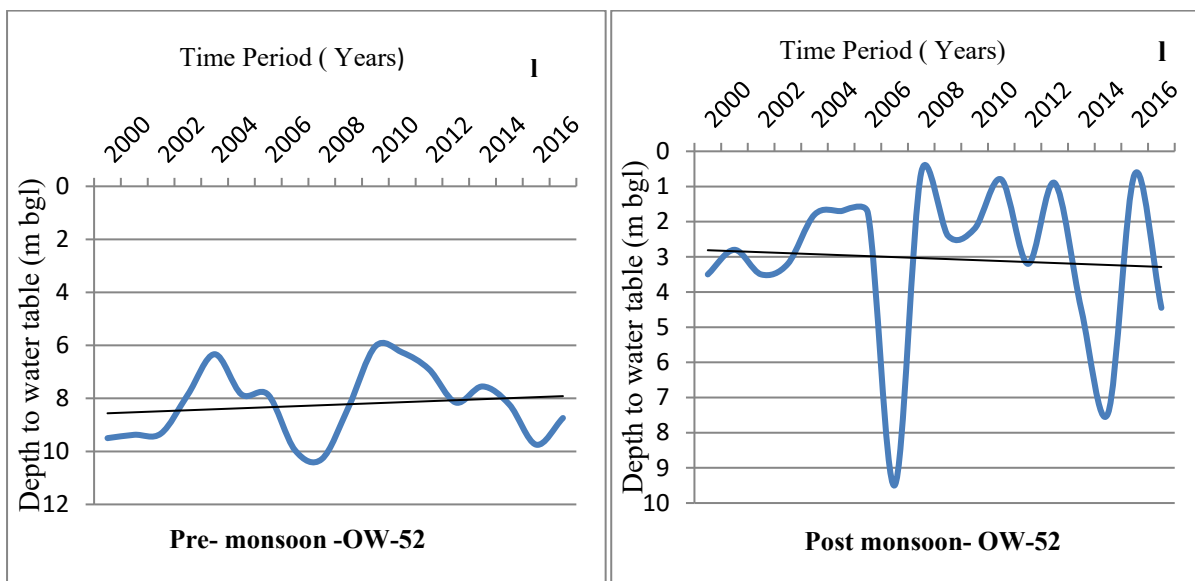 Time Period ( Years)
l
2000 2002 2004 2006 2008 2010 2012 2014 2016
Depth to water table (m bgl)
0
2
4
6
8
10
12
Pre- monsoon -OW-52
Time Period ( Years)
l
2000 2002 2004 2006 2008 2010 2012 2014 2016
Depth to water table (m bgl)
0
1
2
3
4
5
6
7
8
9
10
Post monsoon- OW-52